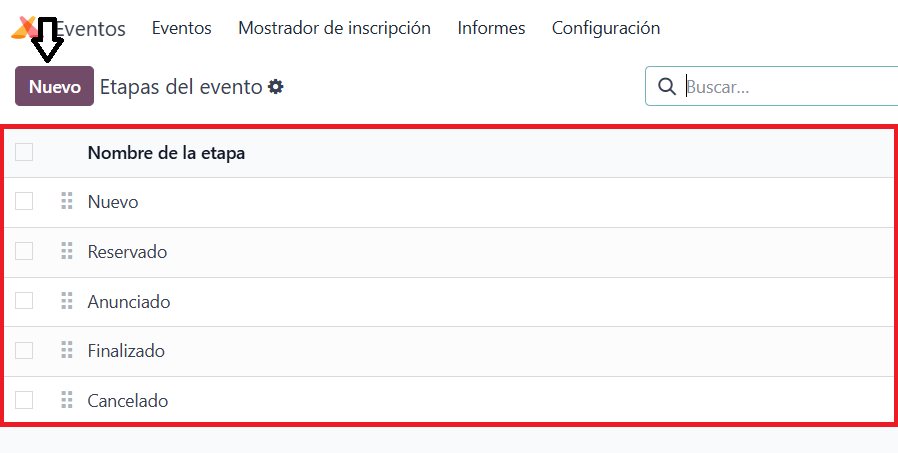 Eventos Eventos Mostrador de inscripción Informes Configuración
Nuevo Etapas del evento Buscar...
Nombre de la etapa
Nuevo
Reservado
Anunciado
Finalizado
Cancelado